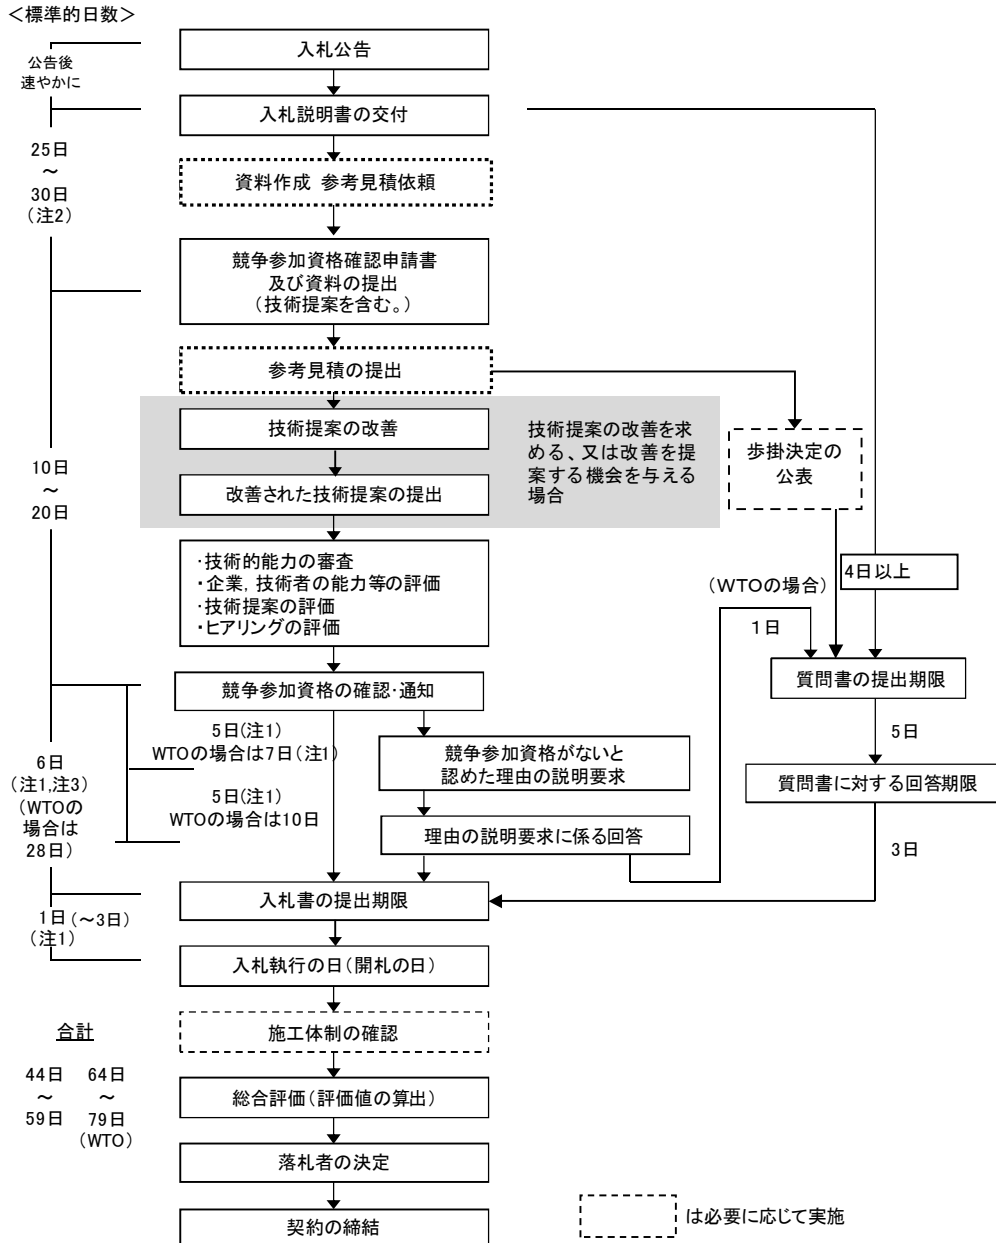 ＜標準的日数＞
入札公告
公告後
速やかに
入札説明書の交付
25日
～
30日
（注2）
資料作成 参考見積依頼
競争参加資格確認申請書
及び資料の提出
（技術提案を含む。）
参考見積の提出
技術提案の改善
技術提案の改善を求
める、又は改善を提
案する機会を与える
場合
歩掛決定の
公表
10日
～
20日
改善された技術提案の提出
・技術的能力の審査
・企業，技術者の能力等の評価
・技術提案の評価
・ヒアリングの評価
（WTOの場合）
4日以上
1日
競争参加資格の確認・通知
質問書の提出期限
5日(注1)
WTOの場合は7日(注1)
5日
競争参加資格がないと
認めた理由の説明要求
質問書に対する回答期限
6日
(注1,注3)
（WTOの
場合は
28日）
5日(注1)
WTOの場合は10日
理由の説明要求に係る回答
3日
入札書の提出期限
1日(～3日)
（注1）
入札執行の日（開札の日）
施工体制の確認
合計
44日 64日
～ ～
59日 79日
（WTO）
総合評価（評価値の算出）
落札者の決定
契約の締結
は必要に応じて実施